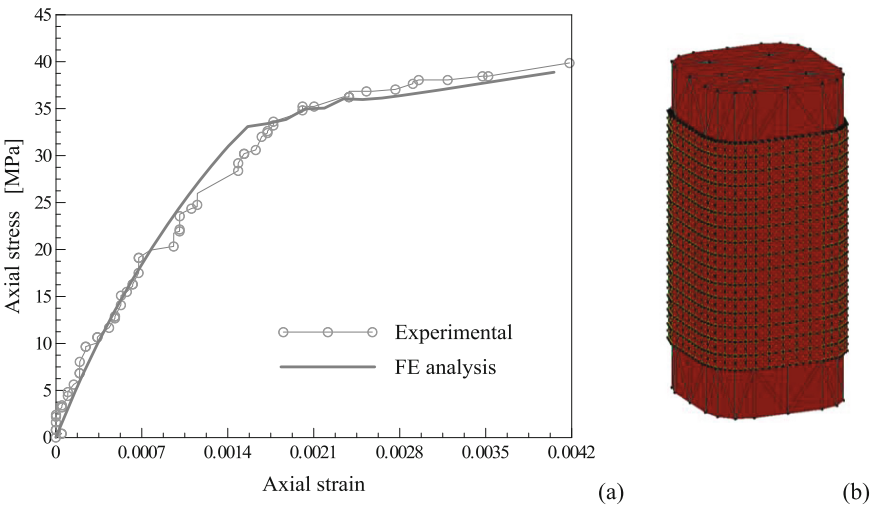 45
40
35
30
25
20
15
10
5
0
Axial stress [MPa]
Experimental
FE analysis
0 0.0007 0.0014 0.0021 0.0028 0.0035 0.0042
Axial strain
(a)
(b)